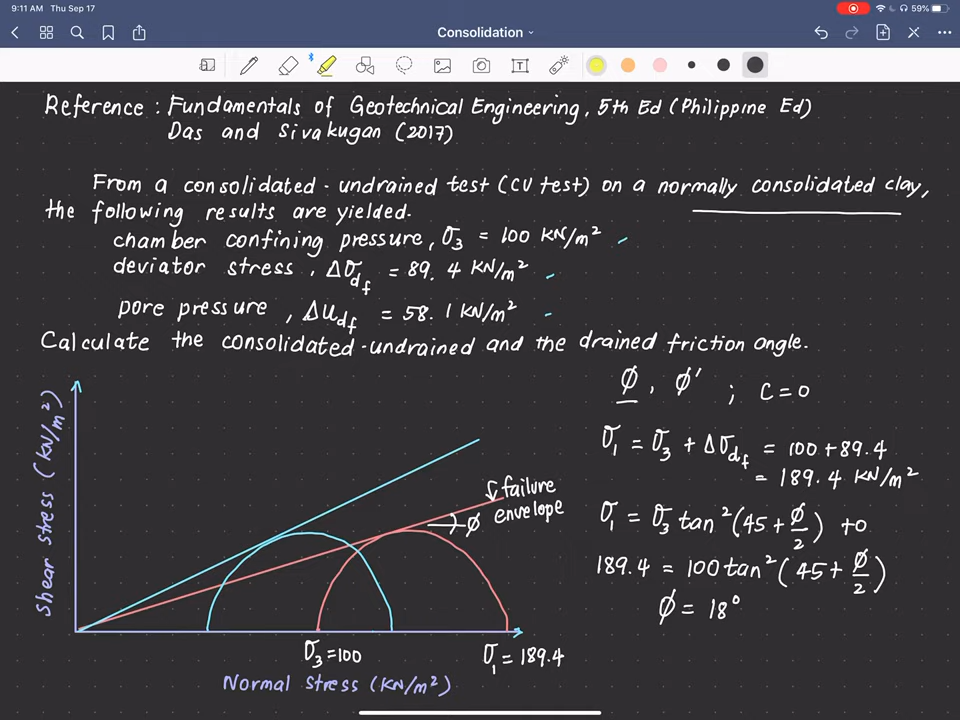 9:11 AM Thu Sep 17
59%
Consolidation
Reference : Fundamentals of Geotechnical Engineering, 5th Ed (Philippine Ed)
Das and Sivakugan (2017)
From a consolidated - undrained test (CU test) on a normally consolidated clay,
the following results are yielded.
chamber confining pressure, σ₃ = 100 kN/m²
deviator stress, Δσ_df = 89.4 kN/m²
pore pressure, Δu_df = 58.1 kN/m²
Calculate the consolidated-undrained and the drained friction angle.
Φ, Φ' ; C = 0
σ₁ = σ₃ + Δσ_df = 100 + 89.4
= 189.4 kN/m²
σ₁ = σ₃ tan²(45 + Φ/2) + 0
189.4 = 100 tan²(45 + Φ/2)
Φ = 18°
Shear stress (kN/m²)
failure
envelope
Φ
σ₃ = 100
σ₁ = 189.4
Normal Stress (kN/m²)